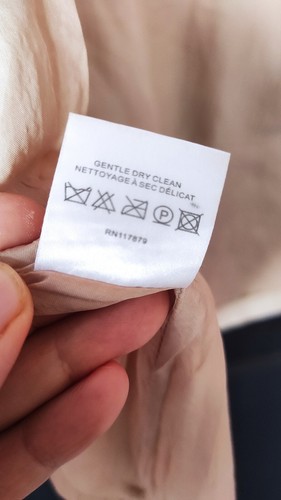 GENTLE DRY CLEAN
NETTOYAGE À SEC DÉLICAT
P
RN117879